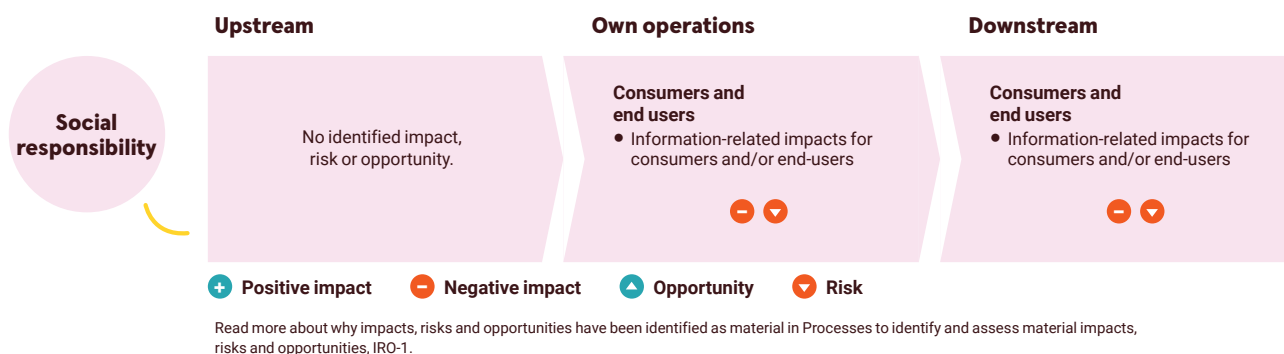 Upstream
Own operations
Downstream
Social
responsibility
No identified impact,
risk or opportunity.
Consumers and
end users
• Information-related impacts for
consumers and/or end-users
Consumers and
end users
• Information-related impacts for
consumers and/or end-users
Positive impact
Negative impact
Opportunity
Risk
Read more about why impacts, risks and opportunities have been identified as material in Processes to identify and assess material impacts,
risks and opportunities, IRO-1.